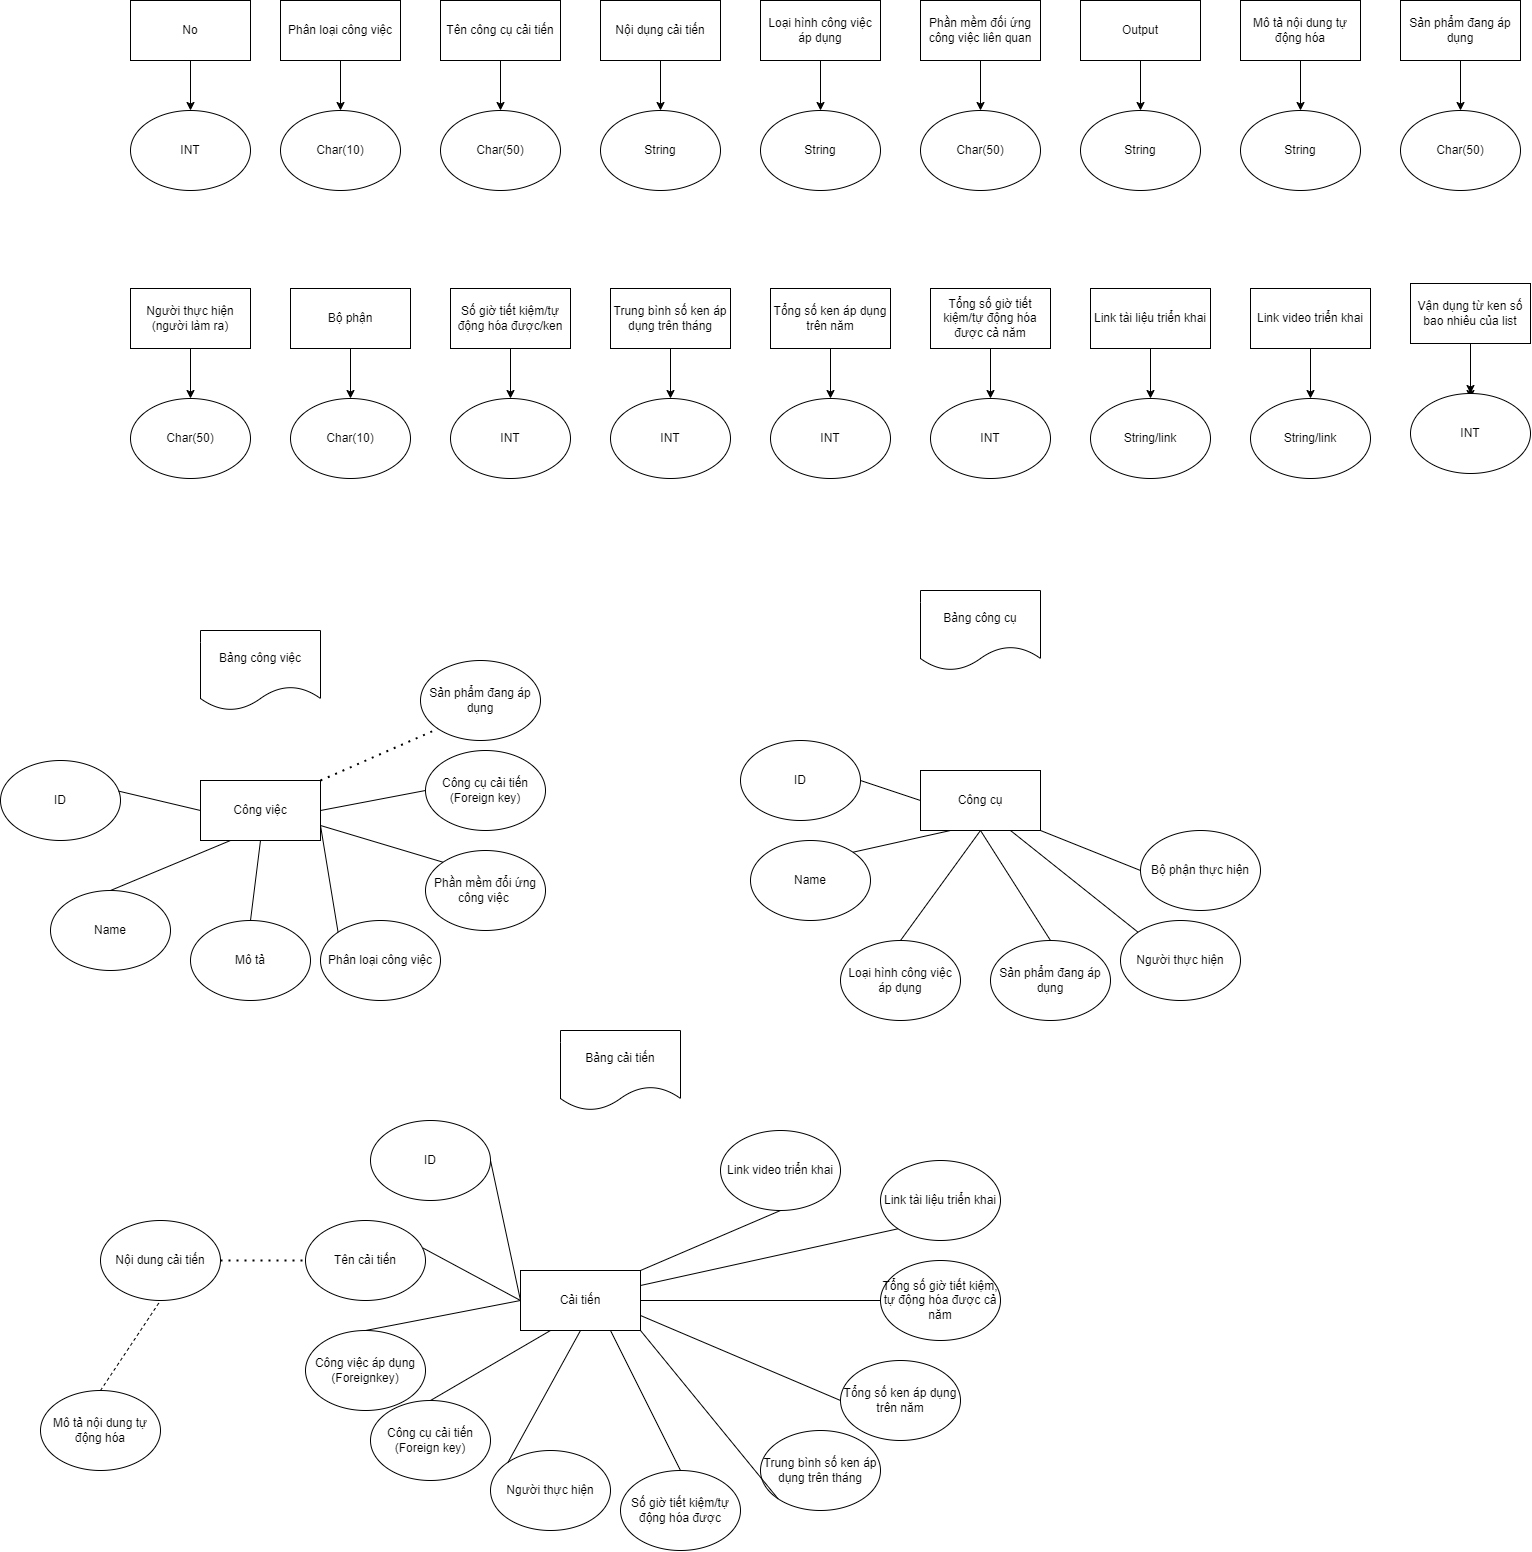 No
Phân loại công việc
Tên công cụ cải tiến
Nội dụng cải tiến
Loại hình công việc
áp dụng
Phần mềm đối ứng
công việc liên quan
Output
Mô tả nội dung tự
động hóa
Sản phẩm đang áp
dụng
INT
Char(10)
Char(50)
String
String
Char(50)
String
String
Char(50)
Người thực hiện
(người làm ra)
Bộ phận
Số giờ tiết kiệm/tự
động hóa được/ken
Trung bình số ken áp
dụng trên tháng
Tổng số ken áp dụng
trên năm
Tổng số giờ tiết
kiệm/tự động hóa
được cả năm
Link tài liệu triển khai
Link video triển khai
Vận dụng từ ken số
bao nhiêu của list
Char(50)
Char(10)
INT
INT
INT
INT
String/link
String/link
INT
Bảng công việc
Sản phẩm đang áp
dụng
ID
Công việc
Công cụ cải tiến
(Foreign key)
Phần mềm đổi ứng
công việc
Name
Mô tả
Phân loại công việc
Bảng công cụ
ID
Công cụ
Name
Bộ phận thực hiện
Loại hình công việc
áp dụng
Sản phẩm đang áp
dụng
Người thực hiện
Bảng cải tiến
ID
Link video triển khai
Link tài liệu triển khai
Nội dung cải tiến
Tên cải tiến
Cải tiến
Tổng số giờ tiết kiệm,
tự động hóa được cả
năm
Công việc áp dụng
(Foreignkey)
Tổng số ken áp dụng
trên năm
Mô tả nội dung tự
động hóa
Công cụ cải tiến
(Foreign key)
Trung bình số ken áp
dụng trên tháng
Người thực hiện
Số giờ tiết kiệm/tự
động hóa được